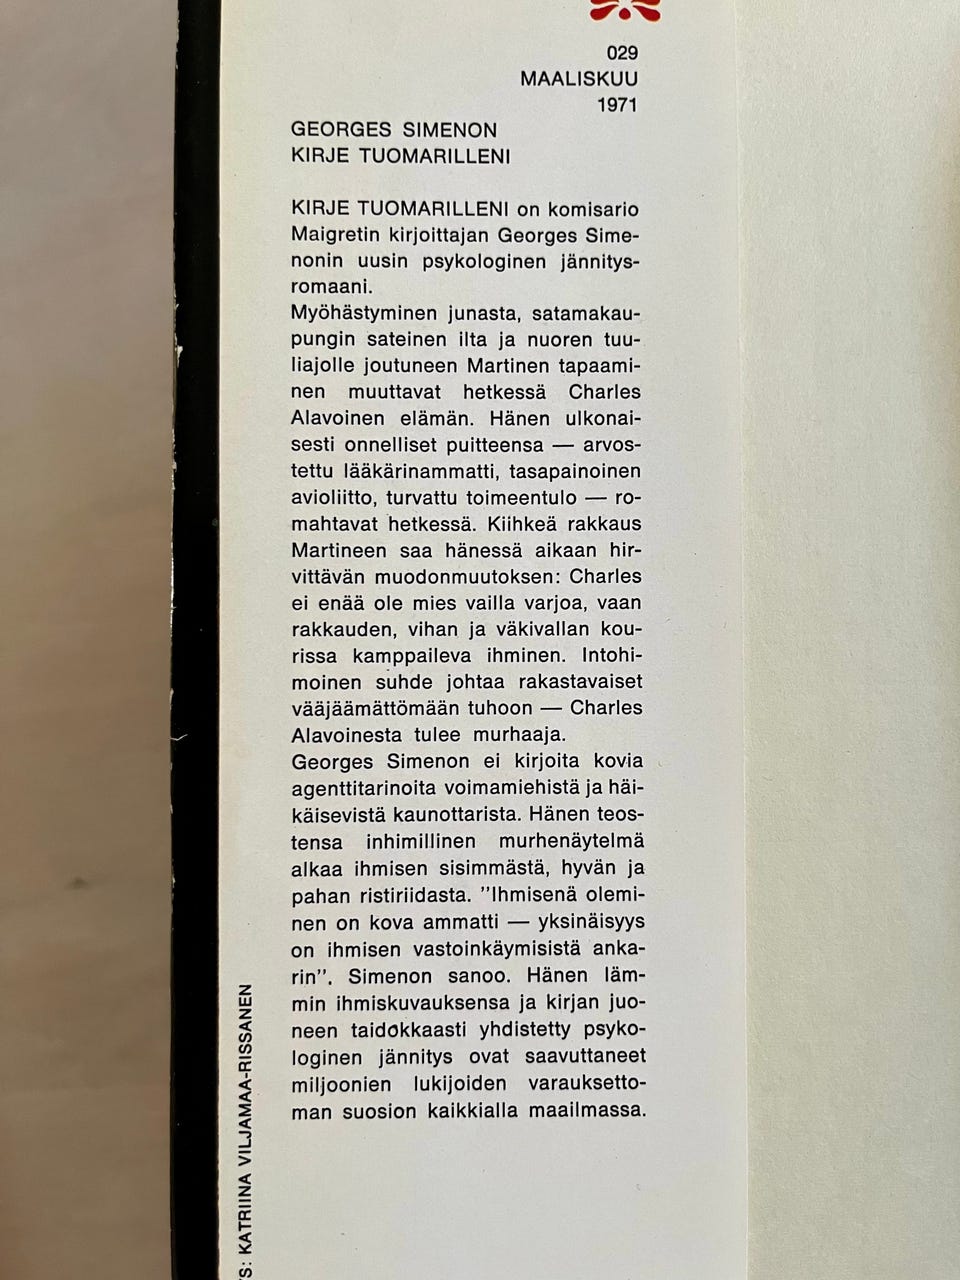 029
MAALISKUU
1971
GEORGES SIMENON
KIRJE TUOMARILLENI
KIRJE TUOMARILLENI on komisario
Maigretin kirjoittajan Georges Sime-
nonin uusin psykologinen jännitys-
romaani.
Myöhästyminen junasta, satamakau-
pungin sateinen ilta ja nuoren tuu-
liajolle joutuneen Martinen tapaami-
nen muuttavat hetkessä Charles
Alavoinen elämän. Hänen ulkonai-
sesti onnelliset puitteensa — arvos-
tettu lääkärinammatti, tasapainoinen
avioliitto, turvattu toimeentulo — ro-
mahtavat hetkessä. Kiihkeä rakkaus
Martineen saa hänessä aikaan hir-
vittävän muodonmuutoksen: Charles
ei enää ole mies vailla varjoa, vaan
rakkauden, vihan ja väkivallan kou-
rissa kamppaileva ihminen. Intohi-
moinen suhde johtaa rakastavaiset
vääjäämättömään tuhoon — Charles
Alavoinesta tulee murhaaja.
Georges Simenon ei kirjoita kovia
agenttitarinoita voimamiehistä ja häi-
käisevistä kaunottarista. Hänen teos-
tensa inhimillinen murhenäytelmä
alkaa ihmisen sisimmästä, hyvän ja
pahan ristiriidasta. ”Ihmisenä olemi-
nen on kova ammatti — yksinäisyys
on ihmisen vastoinkäymisistä anka-
rin”. Simenon sanoo. Hänen läm-
min ihmiskuvauksensa ja kirjan juo-
neen taidokkaasti yhdistetty psyko-
loginen jännitys ovat saavuttaneet
miljoonien lukijoiden varauksetto-
man suosion kaikkialla maailmassa.
KATRIINA VILJAMAA-RISSANEN